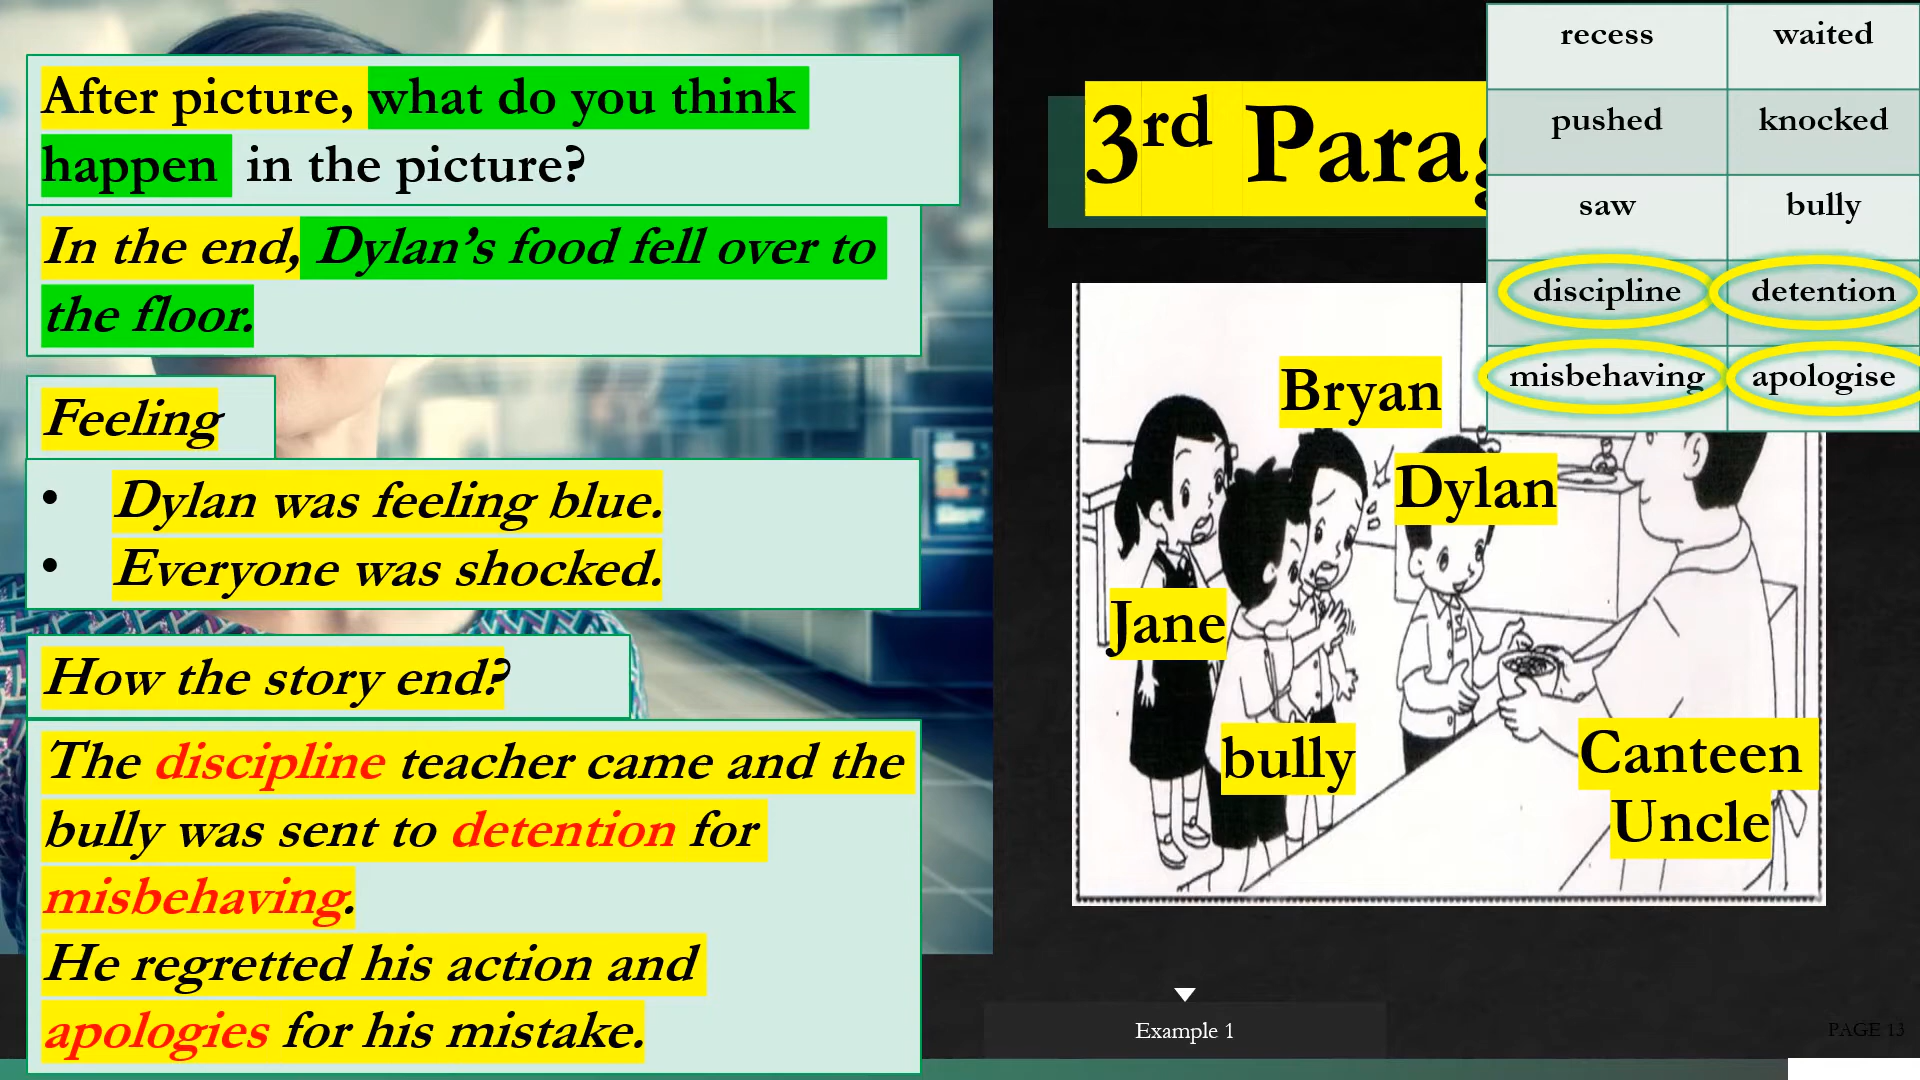 After picture, what do you think
happen in the picture?
In the end, Dylan’s food fell over to
the floor.
Feeling
• Dylan was feeling blue.
• Everyone was shocked.
How the story end?
The discipline teacher came and the
bully was sent to detention for
misbehaving.
He regretted his action and
apologies for his mistake.
3rd
recess waited
pushed knocked
saw bully
discipline detention
misbehaving apologise
Bryan
Dylan
Jane
bully
Canteen
Uncle
Example 1
PAGE 13